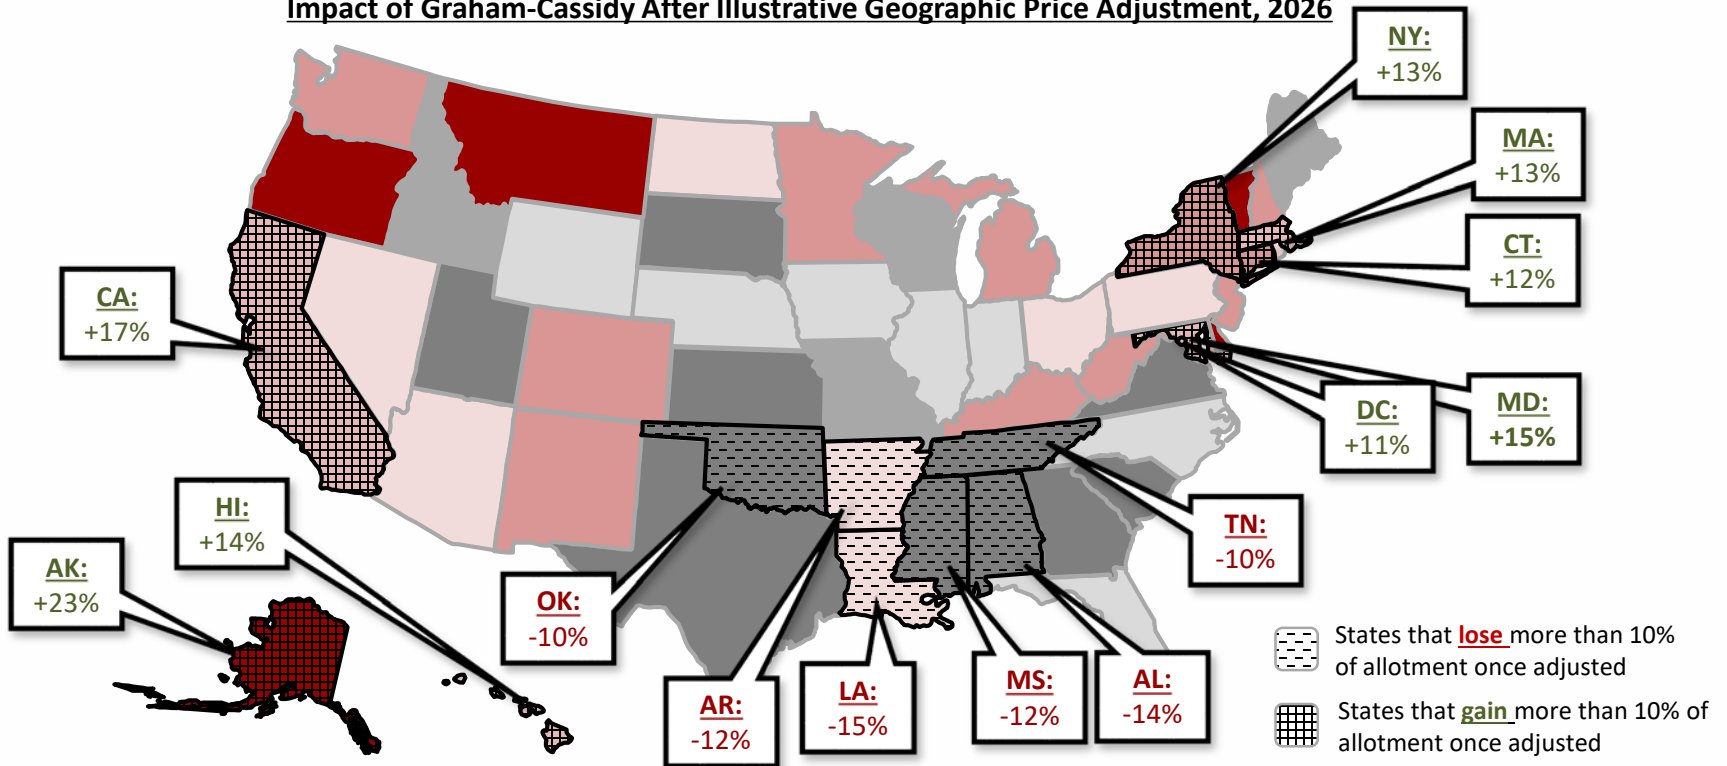 Impact of Graham-Cassidy After Illustrative Geographic Price Adjustment, 2026
NY:
+13%
MA:
+13%
CT:
+12%
CA:
+17%
MD:
+15%
DC:
+11%
HI:
+14%
TN:
-10%
AK:
+23%
OK:
-10%
AR:
-12%
LA:
-15%
MS:
-12%
AL:
-14%
States that lose more than 10%
of allotment once adjusted
States that gain more than 10% of
allotment once adjusted